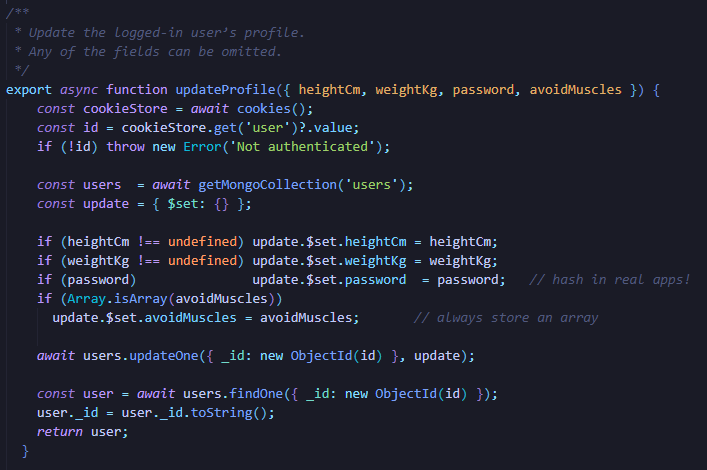 /**
 * Update the logged-in user's profile.
 * Any of the fields can be omitted.
 */
export async function updateProfile({ heightCm, weightKg, password, avoidMuscles }) {
    const cookieStore = await cookies();
    const id = cookieStore.get('user')?.value;
    if (!id) throw new Error('Not authenticated');

    const users  = await getMongoCollection('users');
    const update = { $set: {} };

    if (heightCm !== undefined) update.$set.heightCm = heightCm;
    if (weightKg !== undefined) update.$set.weightKg = weightKg;
    if (password)               update.$set.password  = password;   // hash in real apps!
    if (Array.isArray(avoidMuscles))
      update.$set.avoidMuscles = avoidMuscles;       // always store an array

    await users.updateOne({ _id: new ObjectId(id) }, update);

    const user = await users.findOne({ _id: new ObjectId(id) });
    user._id = user._id.toString();
    return user;
  }